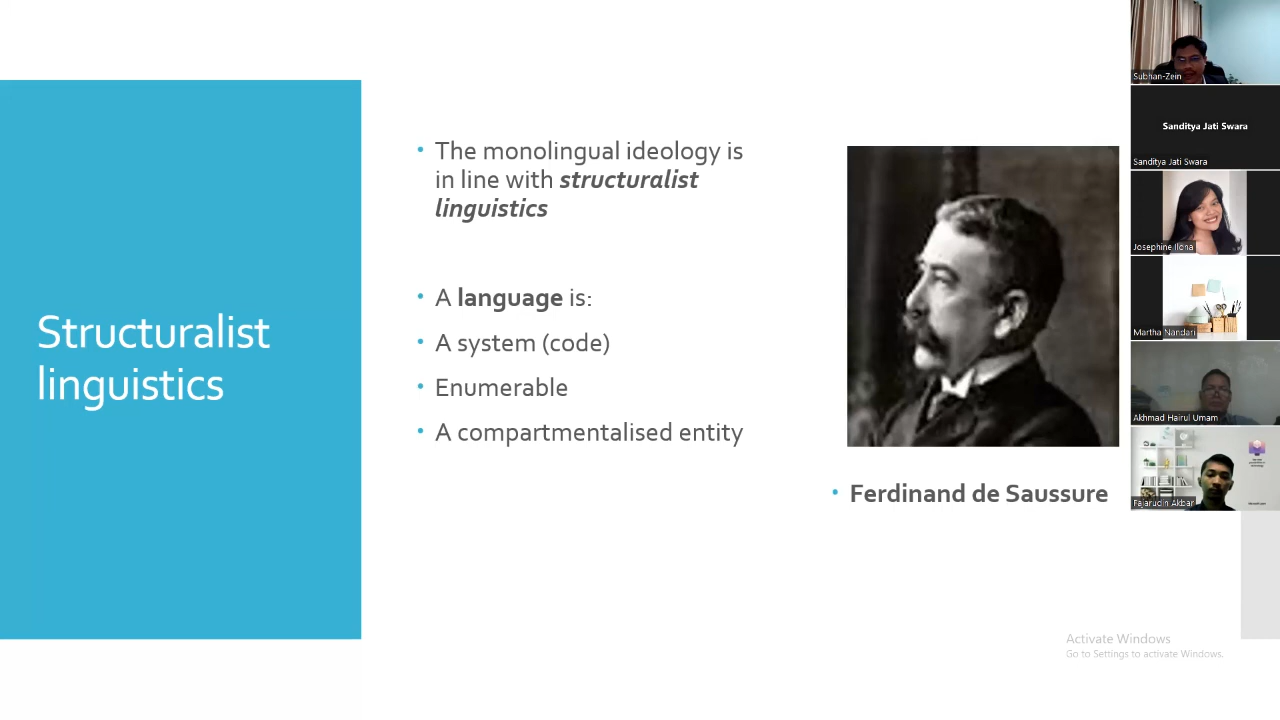 Structuralist
linguistics
• The monolingual ideology is
in line with structuralist
linguistics
• A language is:
• A system (code)
• Enumerable
• A compartmentalised entity
• Ferdinand de Saussure
Subhan-Zein
Sanditya Jati Swara
Sanditya Jati Swara
Josephine Ilona
Martha Nandari
Akhmad Hairul Umam
Fajarudin Akbar
Activate Windows
Go to Settings to activate Windows.